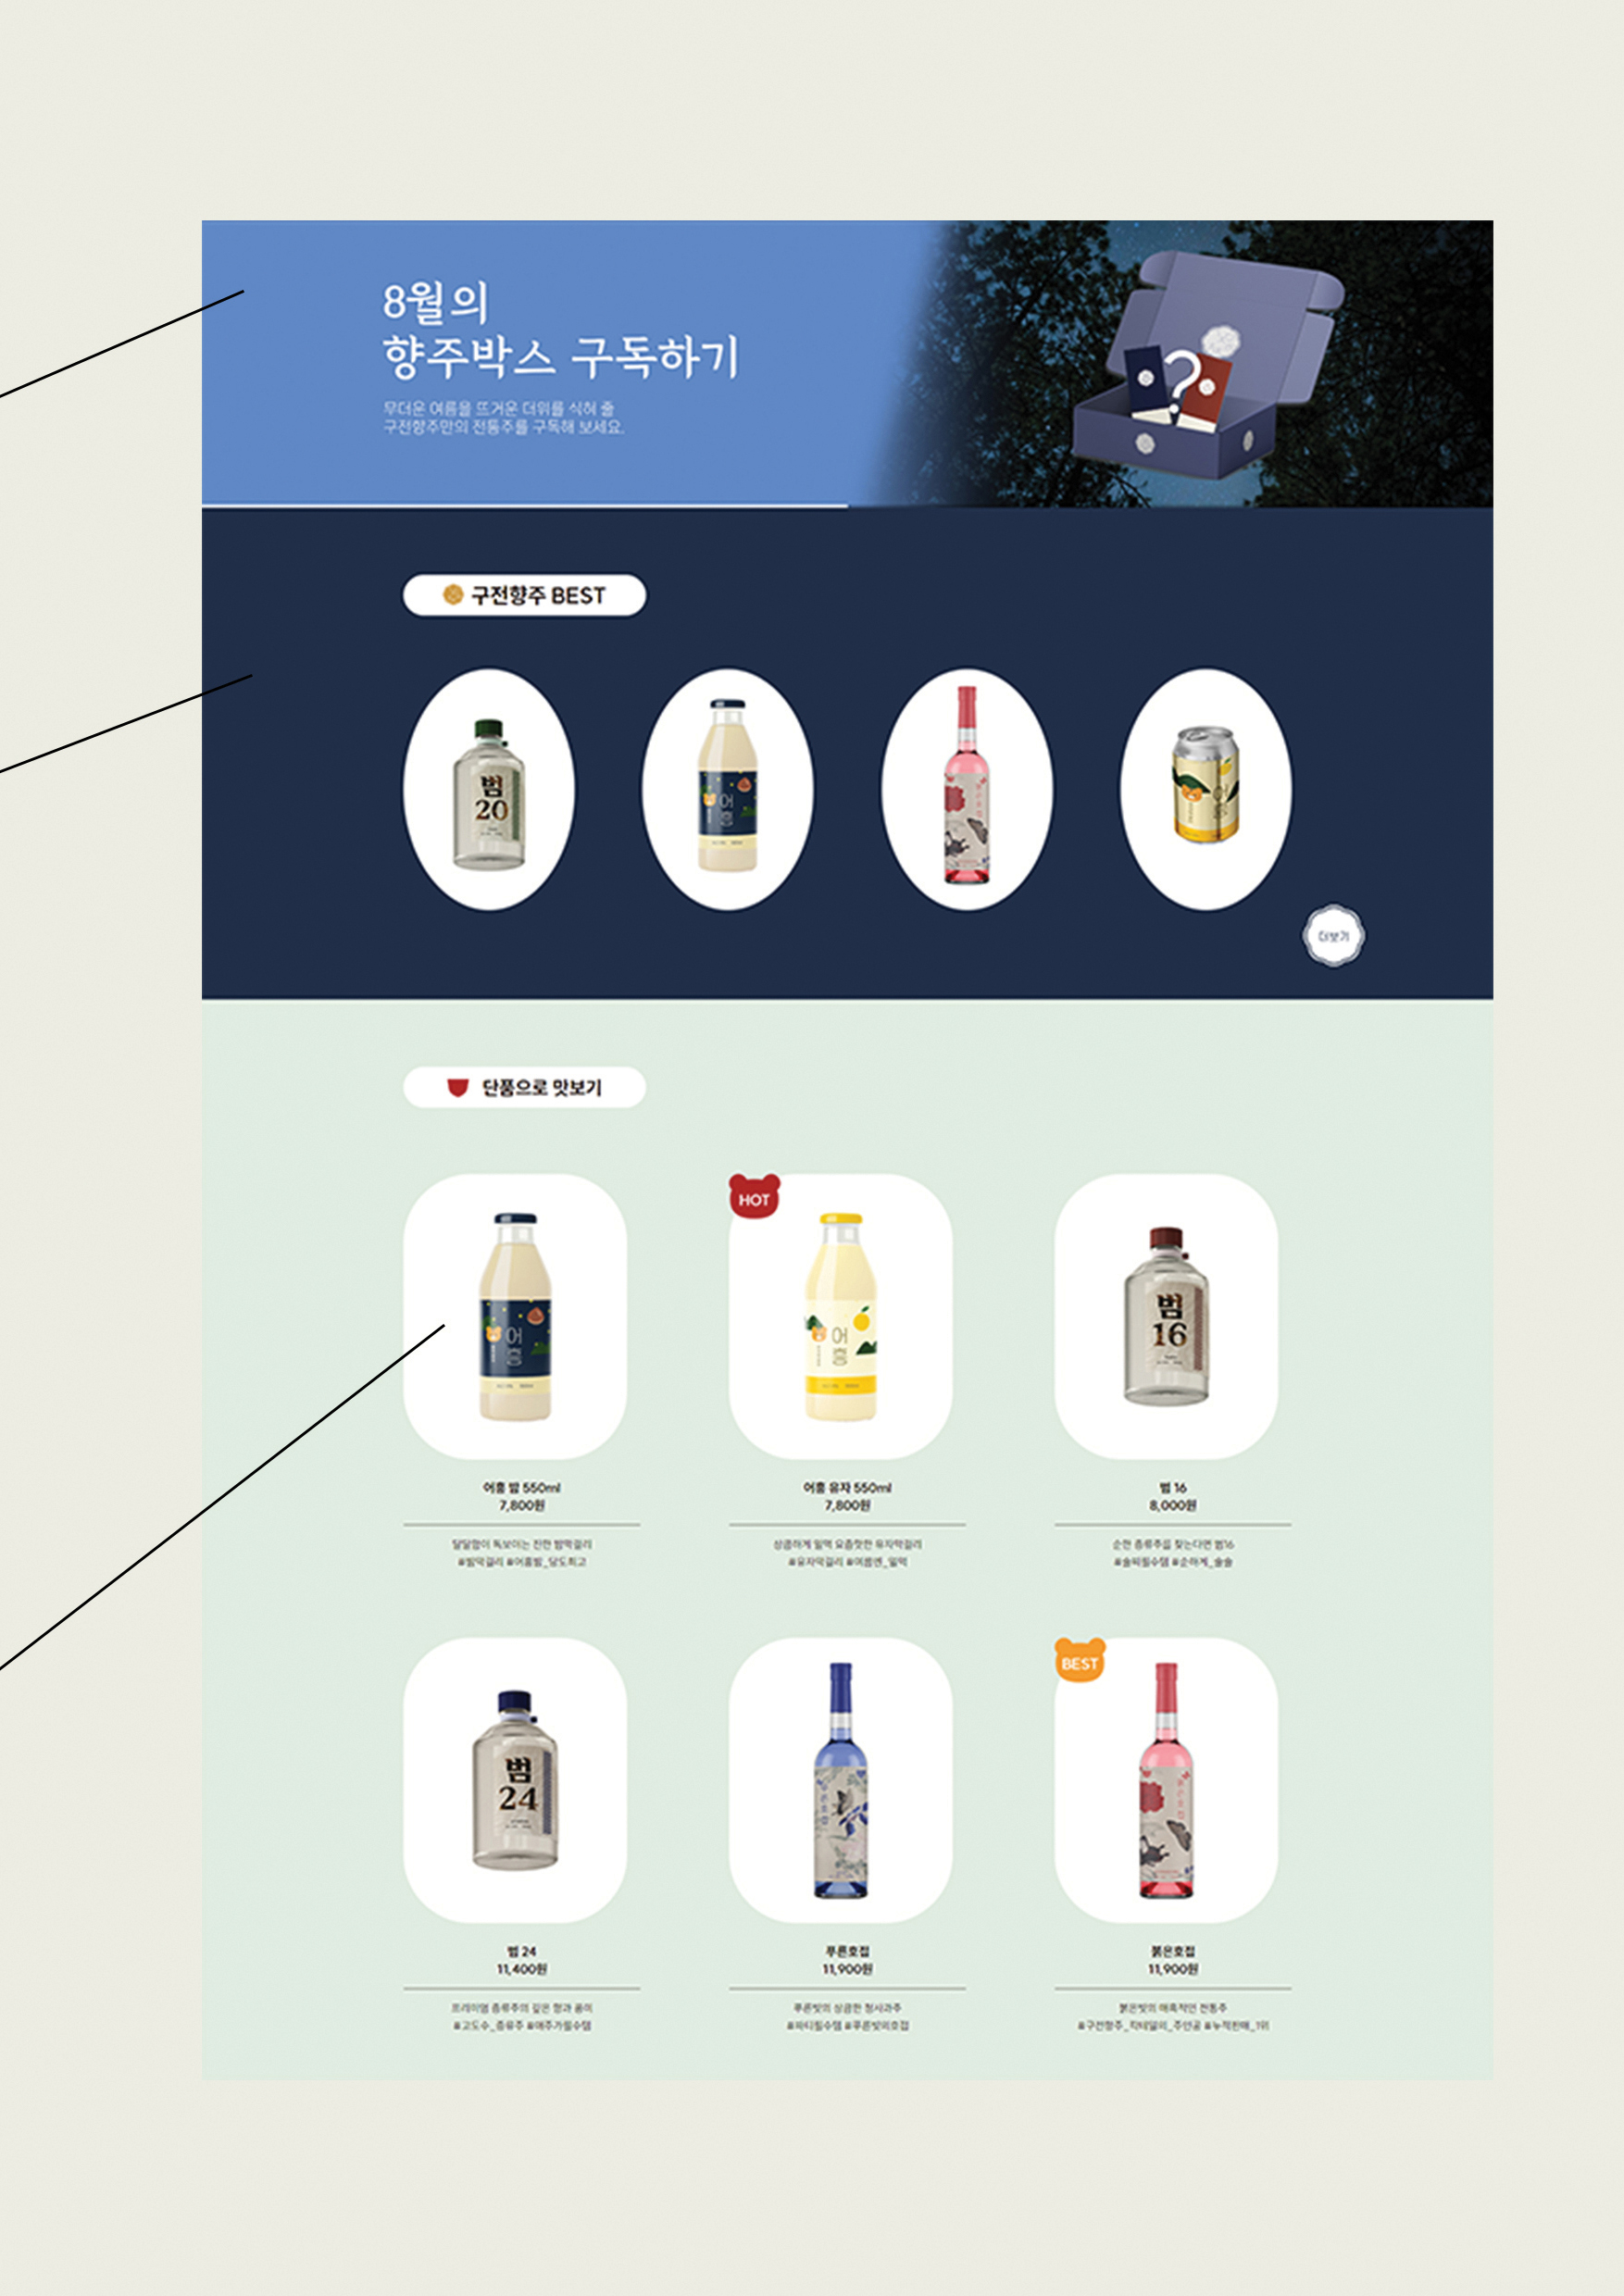 8월의
향주박스 구독하기
무더운 여름을 뜨거운 더위를 식혀 줄
구전향주만의 전통주를 구독해 보세요.
구전향주 BEST
범
20
어
흥
어
흥
더보기
단품으로 맛보기
어
흥
HOT
어
흥
범
16
어흥 밤 550ml
7,800원
달달함이 돋보이는 진한 밤막걸리
#밤막걸리 #어흥밤_당도최고
어흥 유자 550ml
7,800원
상큼하게 말랙 요즘핫한 유자막걸리
#유자막걸리 #여름엔_말랙
범 16
8,000원
순한 증류주를 찾는다면 범16
#술찌필수템 #순하게_술술
범
24
BEST
범 24
11,400원
프리미엄 증류주의 깊은 향과 풍미
#고도수_증류주 #애주가필수템
푸른호접
11,900원
푸른빛의 상큼한 청사과주
#파티필수템 #푸른빛의호접
붉은호접
11,900원
붉은빛의 매혹적인 전통주
#구전향주_칵테일의_주인공 #누적판매_1위